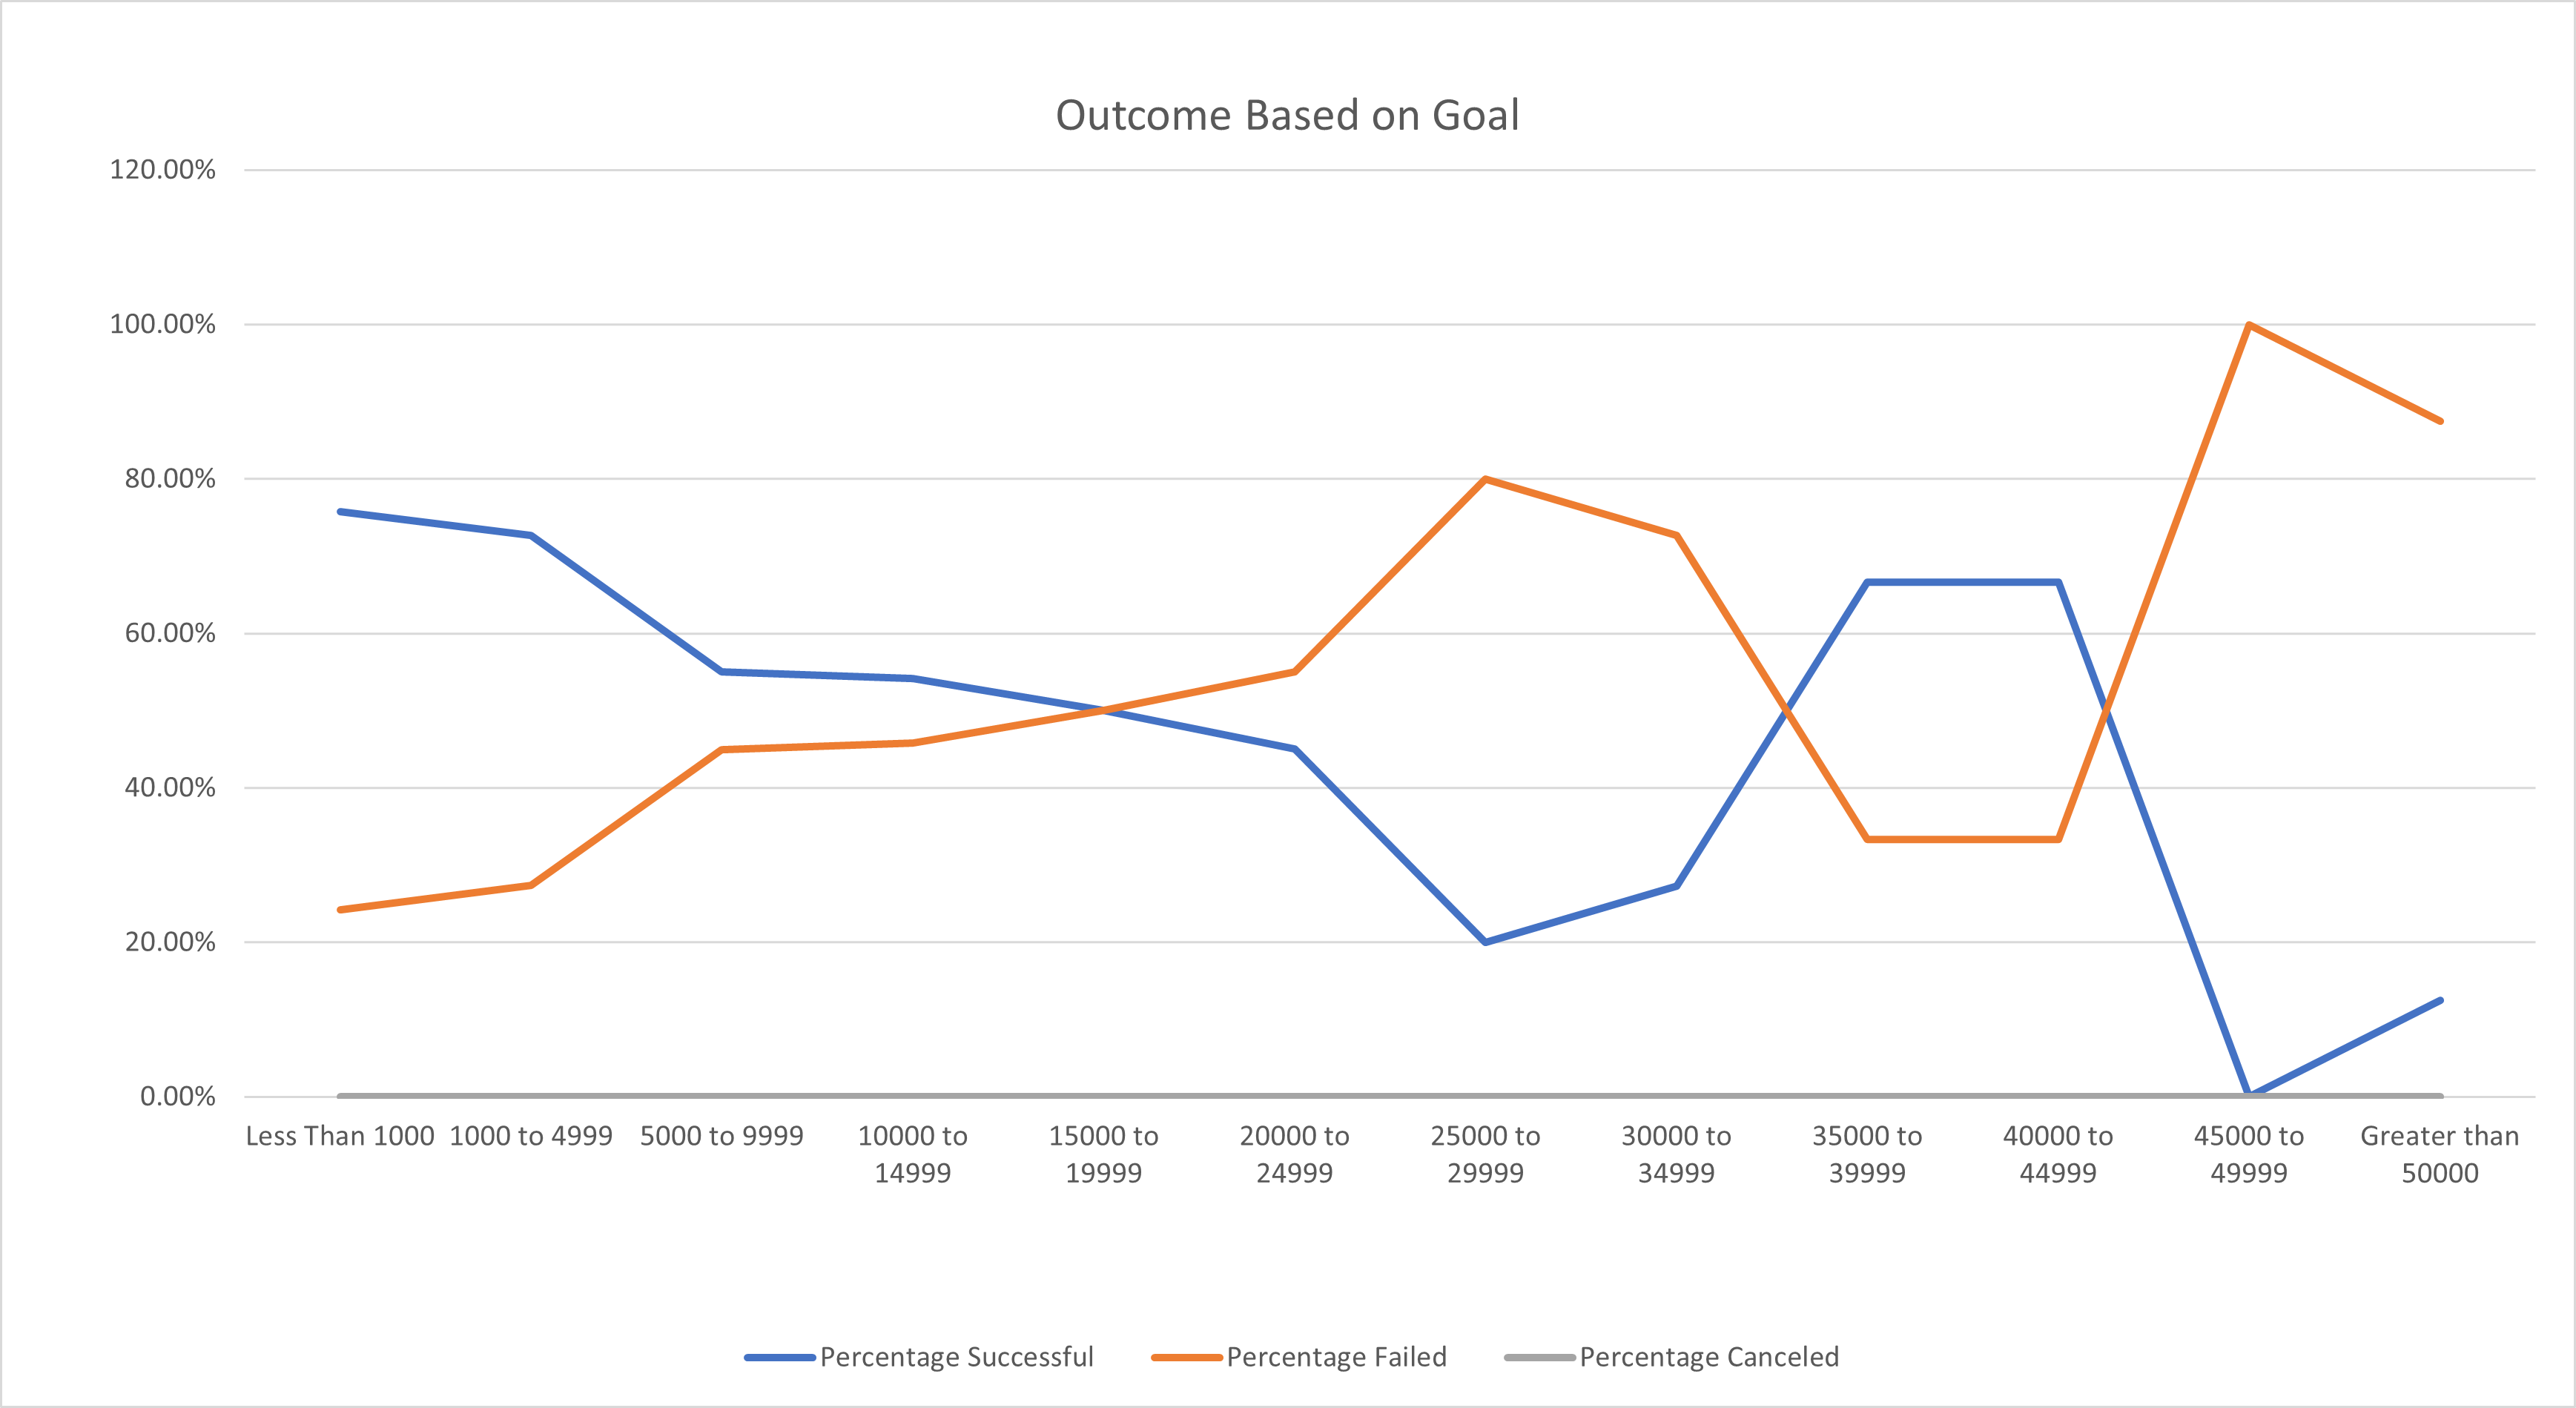 Outcome Based on Goal
120.00%
100.00%
80.00%
60.00%
40.00%
20.00%
0.00%
Less Than 1000
1000 to 4999
5000 to 9999
10000 to
14999
15000 to
19999
20000 to
24999
25000 to
29999
30000 to
34999
35000 to
39999
40000 to
44999
45000 to
49999
Greater than
50000
Percentage Successful
Percentage Failed
Percentage Canceled